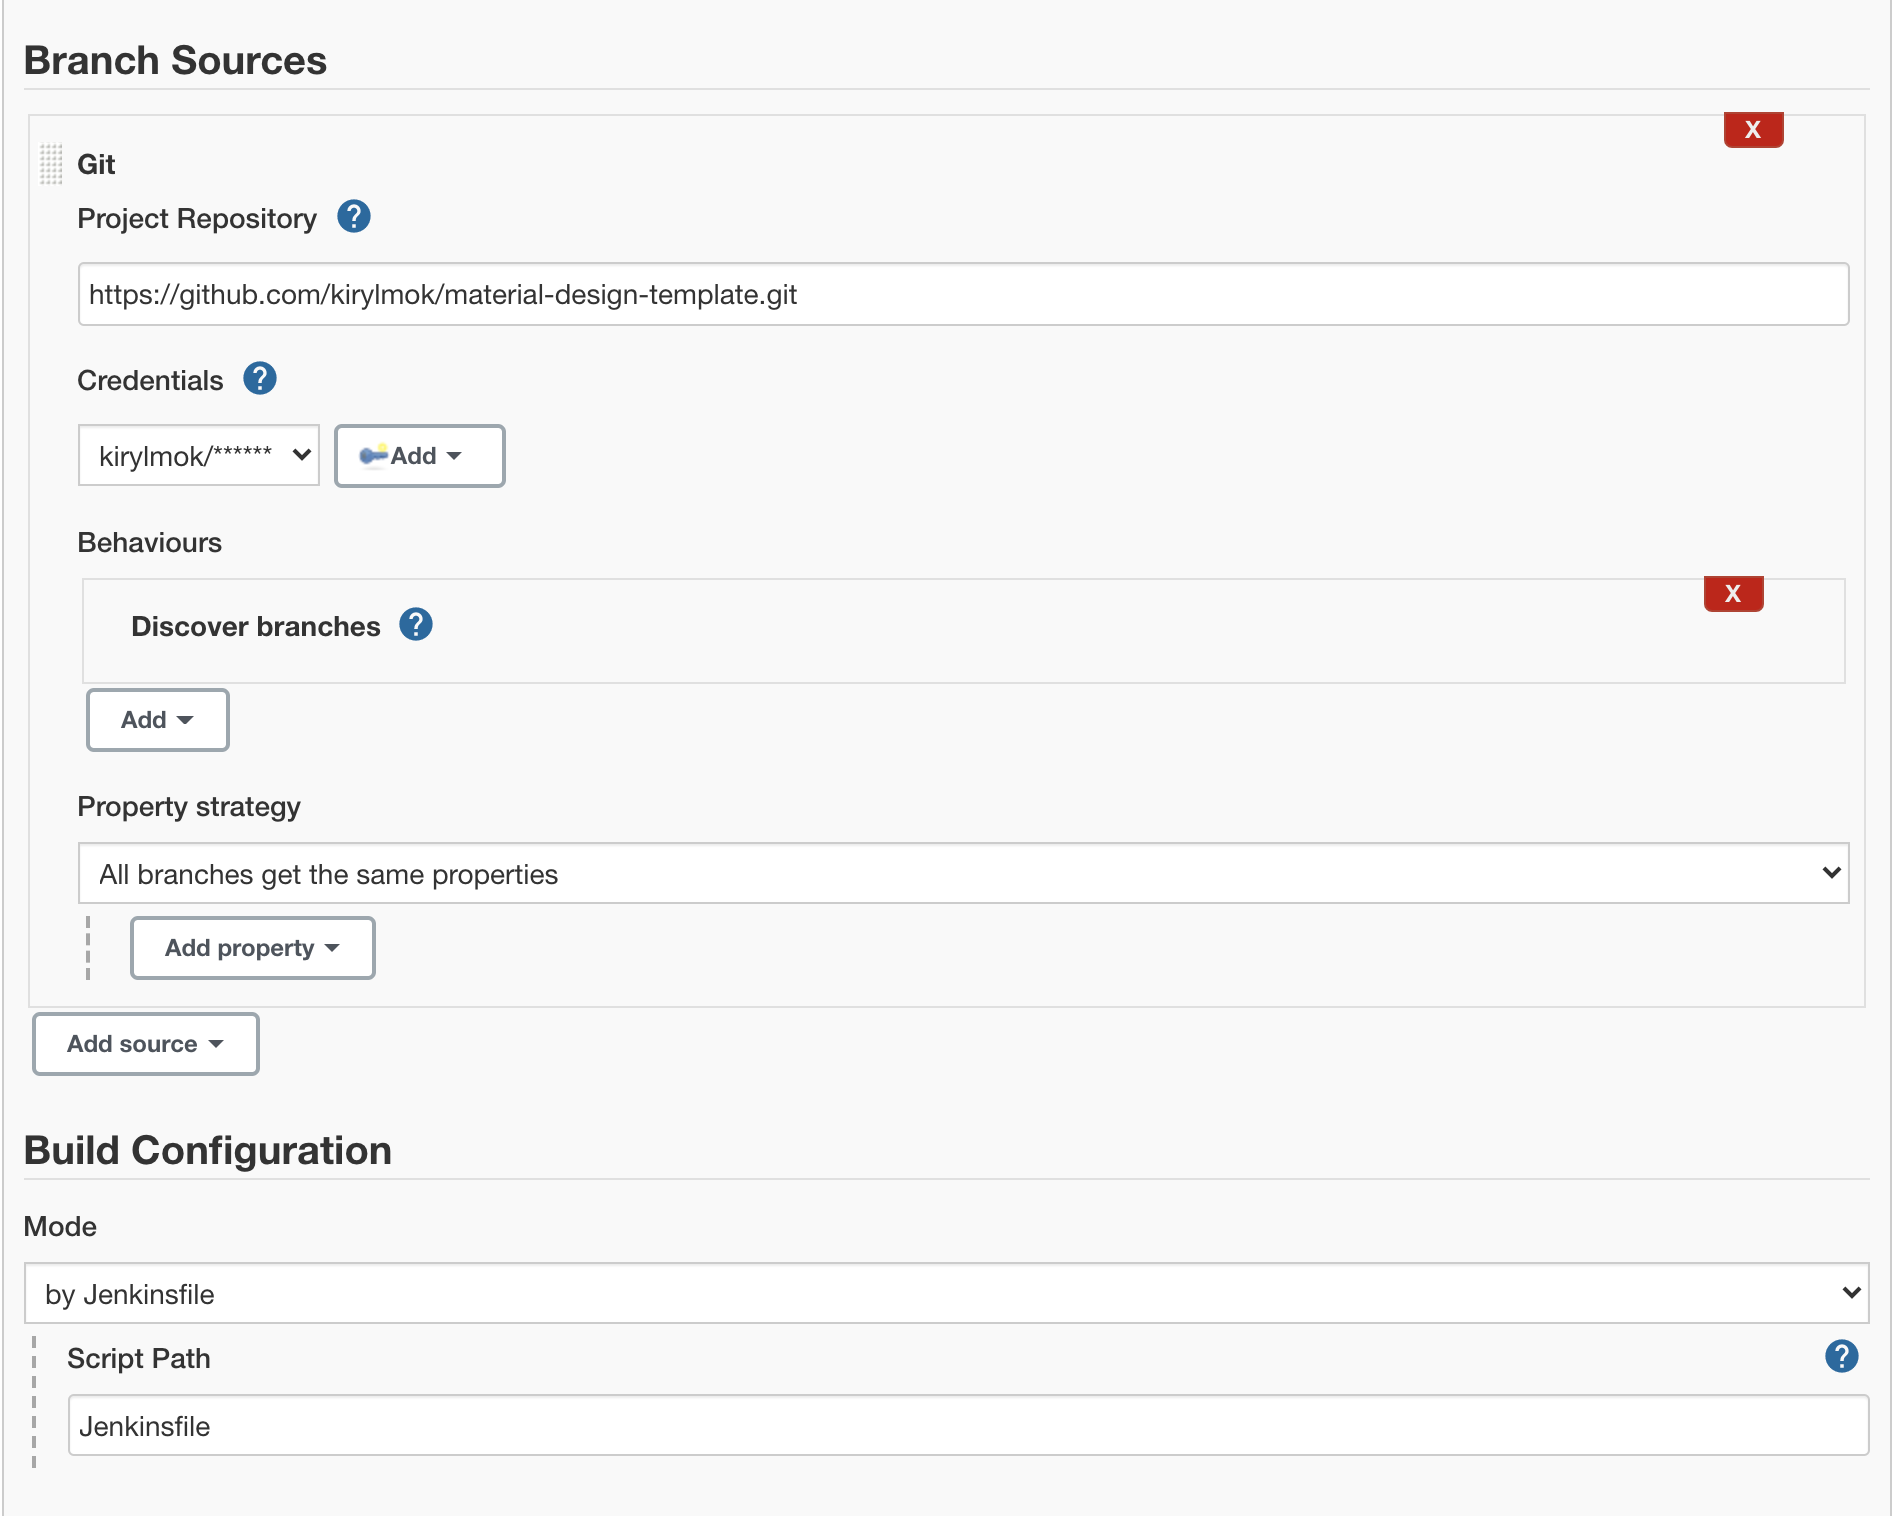 Branch Sources
X
Git
Project Repository ?
https://github.com/kirylmok/material-design-template.git
Credentials ?
kirylmok/****** Add
Behaviours
X
Discover branches ?
Add
Property strategy
All branches get the same properties
Add property
Add source
Build Configuration
Mode
by Jenkinsfile
Script Path ?
Jenkinsfile